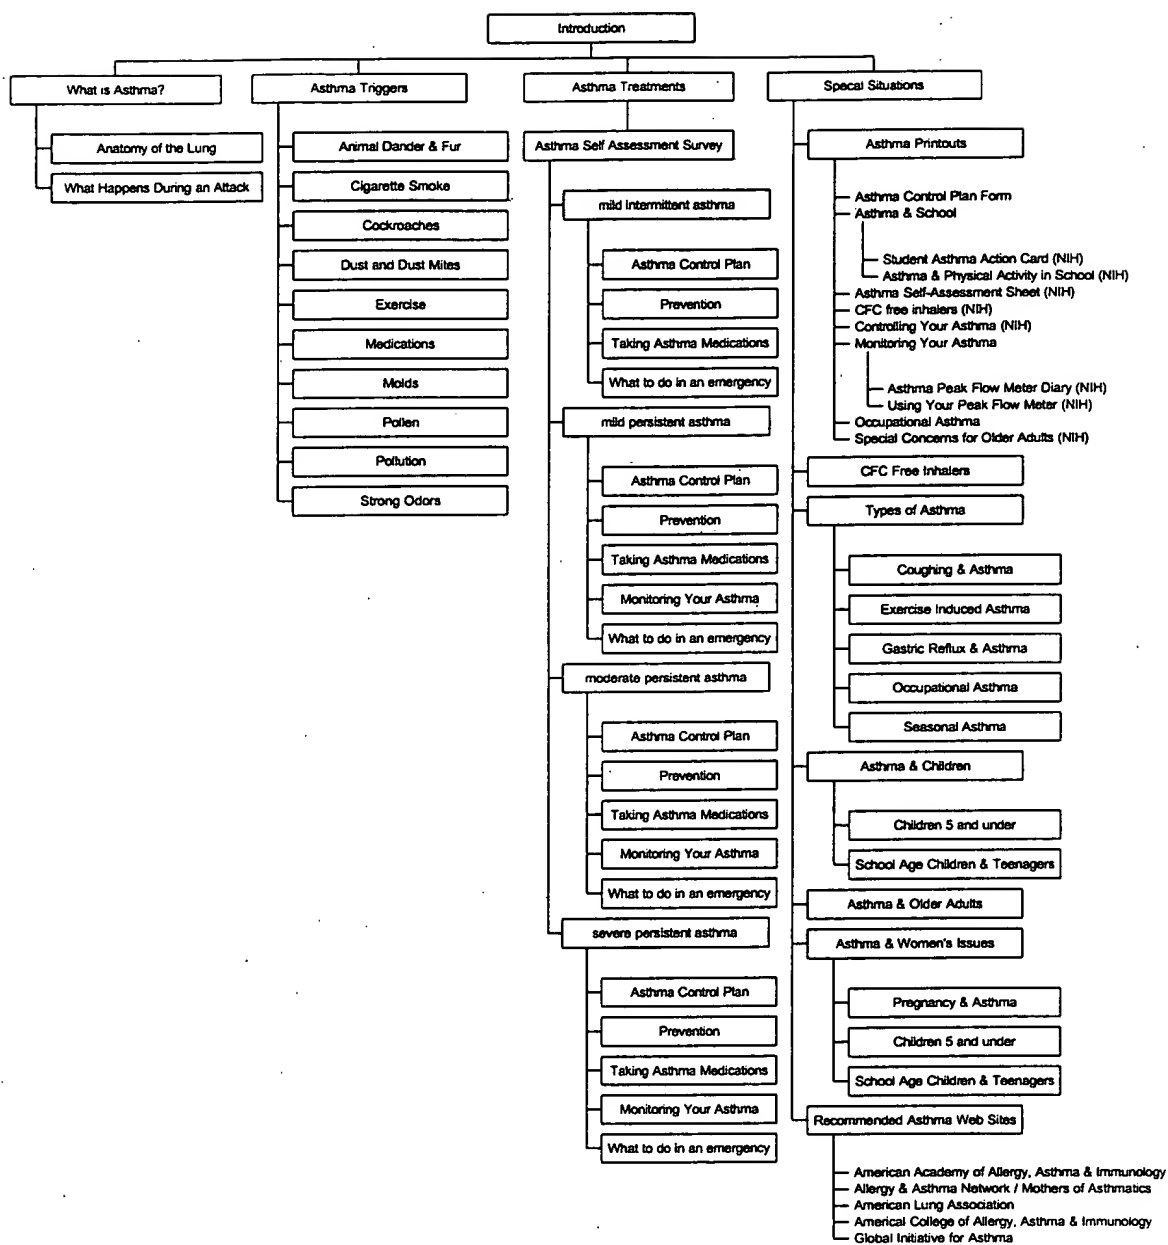 Introduction
What is Asthma?
Anatomy of the Lung
What Happens During an Attack
Asthma Triggers
Animal Dander & Fur
Cigarette Smoke
Cockroaches
Dust and Dust Mites
Exercise
Medications
Molds
Pollen
Pollution
Strong Odors
Asthma Treatments
Asthma Self Assessment Survey
mild intermittent asthma
Asthma Control Plan
Prevention
Taking Asthma Medications
What to do in an emergency
mild persistent asthma
Asthma Control Plan
Prevention
Taking Asthma Medications
Monitoring Your Asthma
What to do in an emergency
moderate persistent asthma
Asthma Control Plan
Prevention
Taking Asthma Medications
Monitoring Your Asthma
What to do in an emergency
severe persistent asthma
Asthma Control Plan
Prevention
Taking Asthma Medications
Monitoring Your Asthma
What to do in an emergency
Specal Situations
Asthma Printouts
Asthma Control Plan Form
Asthma & School
Student Asthma Action Card (NIH)
Asthma & Physical Activity in School (NIH)
Asthma Self-Assessment Sheet (NIH)
CFC free inhalers (NIH)
Controlling Your Asthma (NIH)
Monitoring Your Asthma
Asthma Peak Flow Meter Diary (NIH)
Using Your Peak Flow Meter (NIH)
Occupational Asthma
Special Concerns for Older Adults (NIH)
CFC Free Inhalers
Types of Asthma
Coughing & Asthma
Exercise Induced Asthma
Gastric Reflux & Asthma
Occupational Asthma
Seasonal Asthma
Asthma & Children
Children 5 and under
School Age Children & Teenagers
Asthma & Older Adults
Asthma & Women's Issues
Pregnancy & Asthma
Children 5 and under
School Age Children & Teenagers
Recommended Asthma Web Sites
American Academy of Allergy, Asthma & Immunology
Allergy & Asthma Network / Mothers of Asthmatics
American Lung Association
Americal College of Allergy, Asthma & Immunology
Global Initiative for Asthma